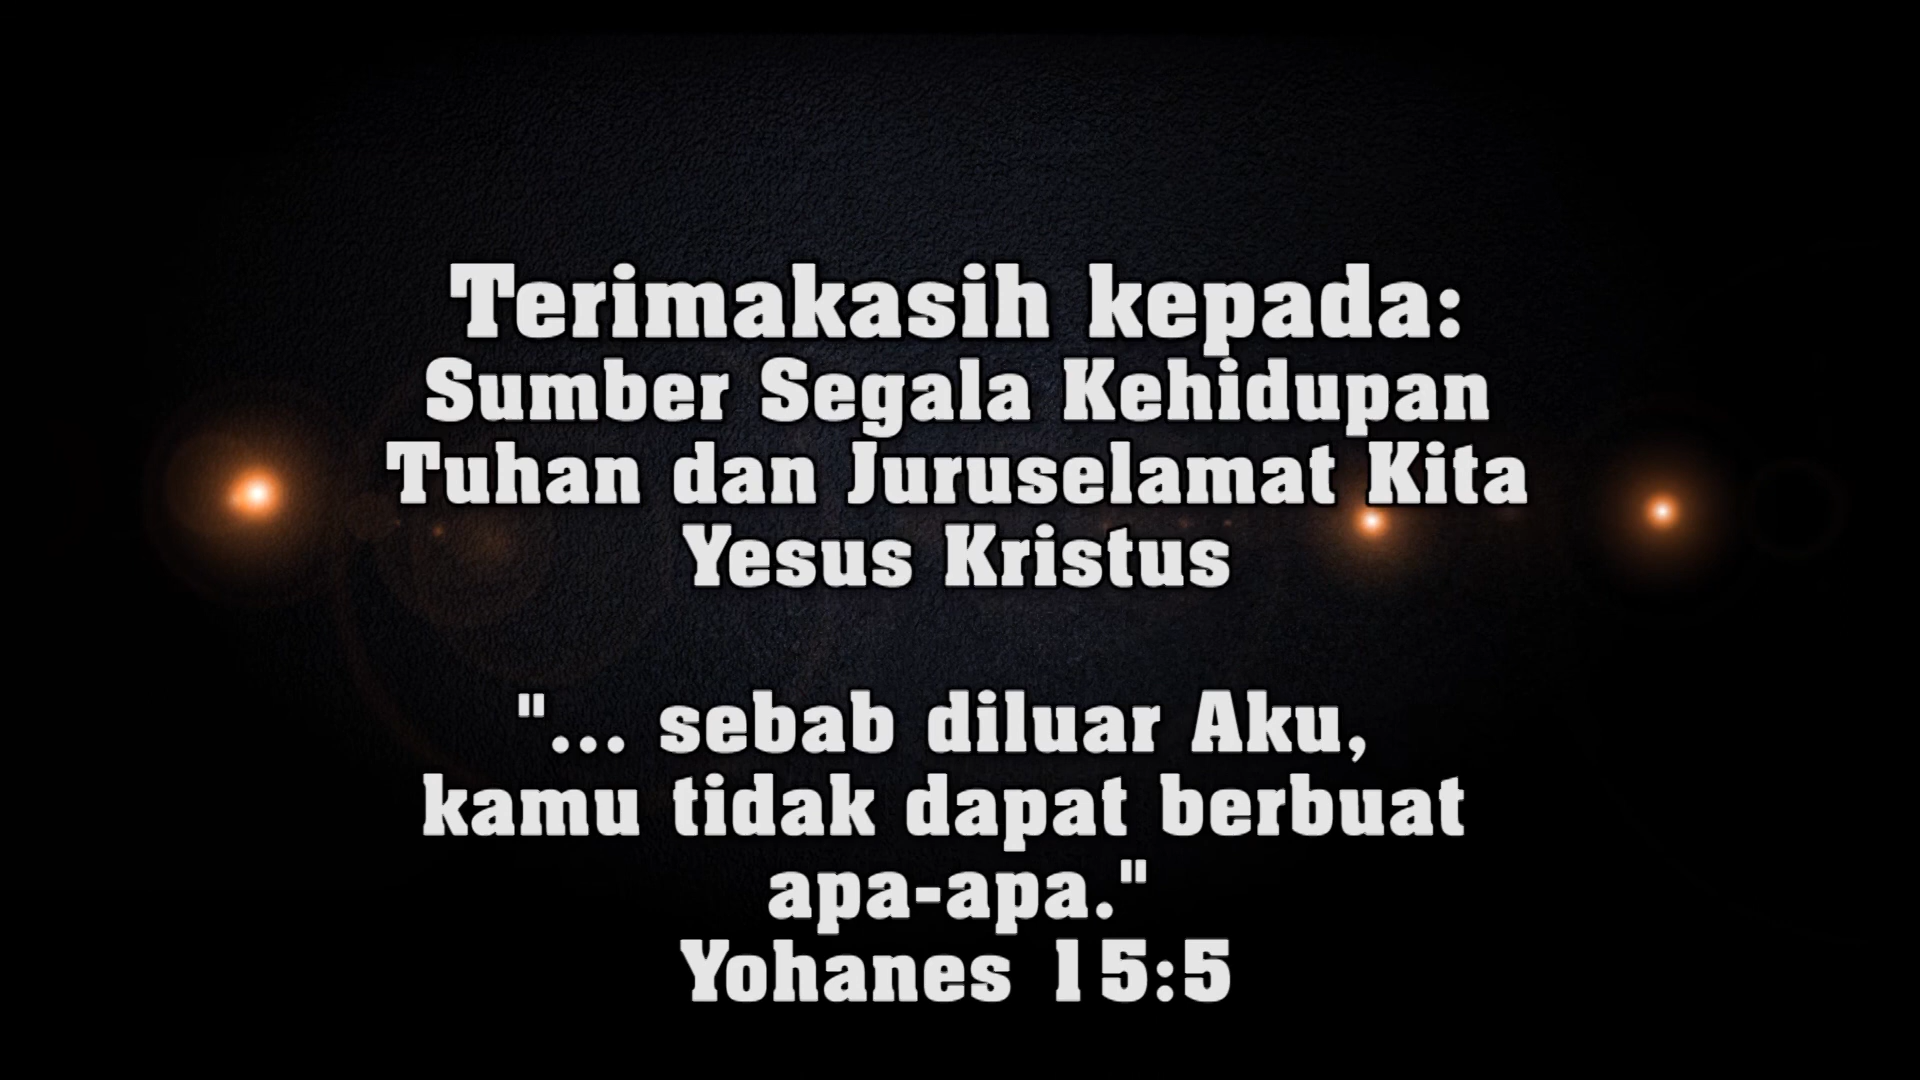 Terimakasih kepada:
Sumber Segala Kehidupan
Tuhan dan Juruselamat Kita
Yesus Kristus
"... sebab diluar Aku,
kamu tidak dapat berbuat
apa-apa."
Yohanes 15:5